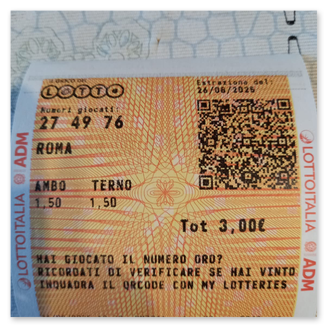 IL GIOCO DEL
LOTTO
Estrazione del:
26/08/2025
Numeri giocati:
27 49 76
ROMA
AMBO TERNO
1,50 1,50
Tot 3,00€
HAI GIOCATO IL NUMERO ORO?
RICORDATI DI VERIFICARE SE HAI VINTO
INQUADRA IL QRCODE CON MY LOTTERIES
LOTTOITALIA ADM
LOTTOITALIA ADM